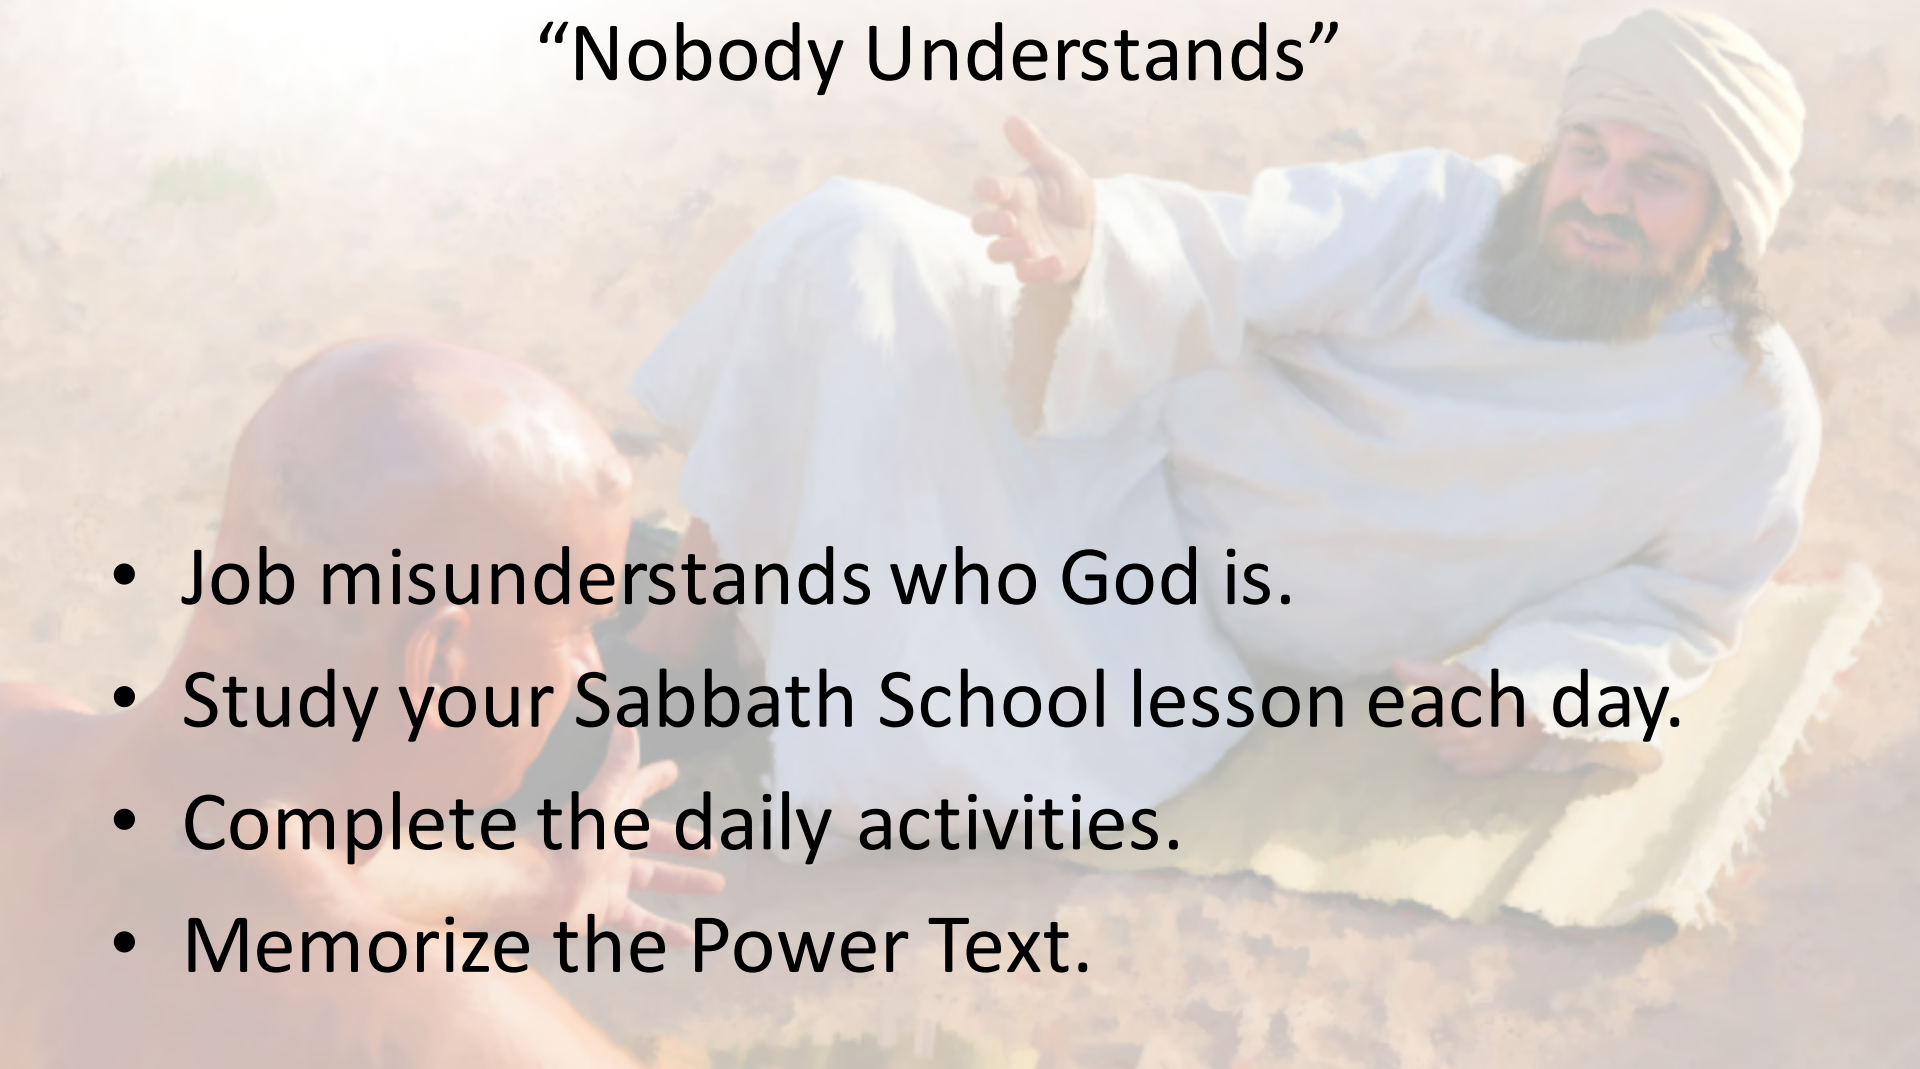 “Nobody Understands”
• Job misunderstands who God is.
• Study your Sabbath School lesson each day.
• Complete the daily activities.
• Memorize the Power Text.